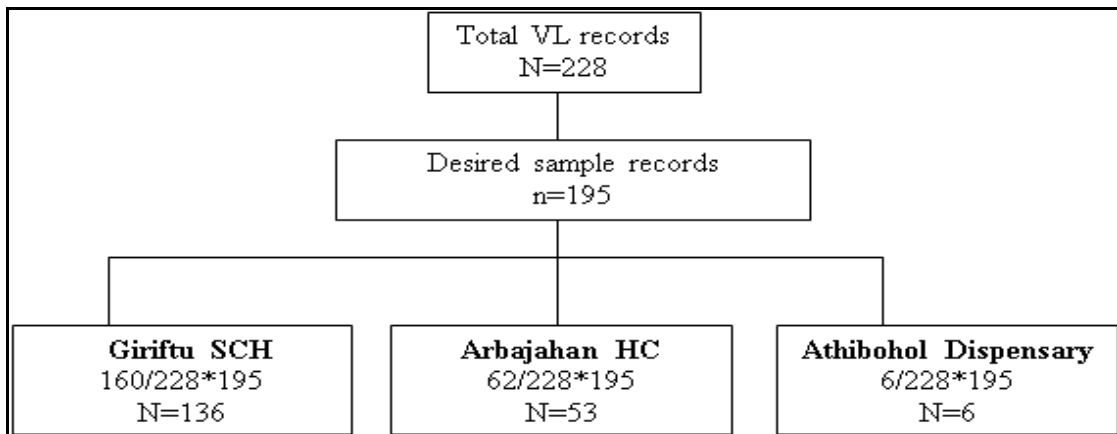 Total VL records
N=228
Desired sample records
n=195
Giriftu SCH
160/228*195
N=136
Arbajahan HC
62/228*195
N=53
Athibohol Dispensary
6/228*195
N=6